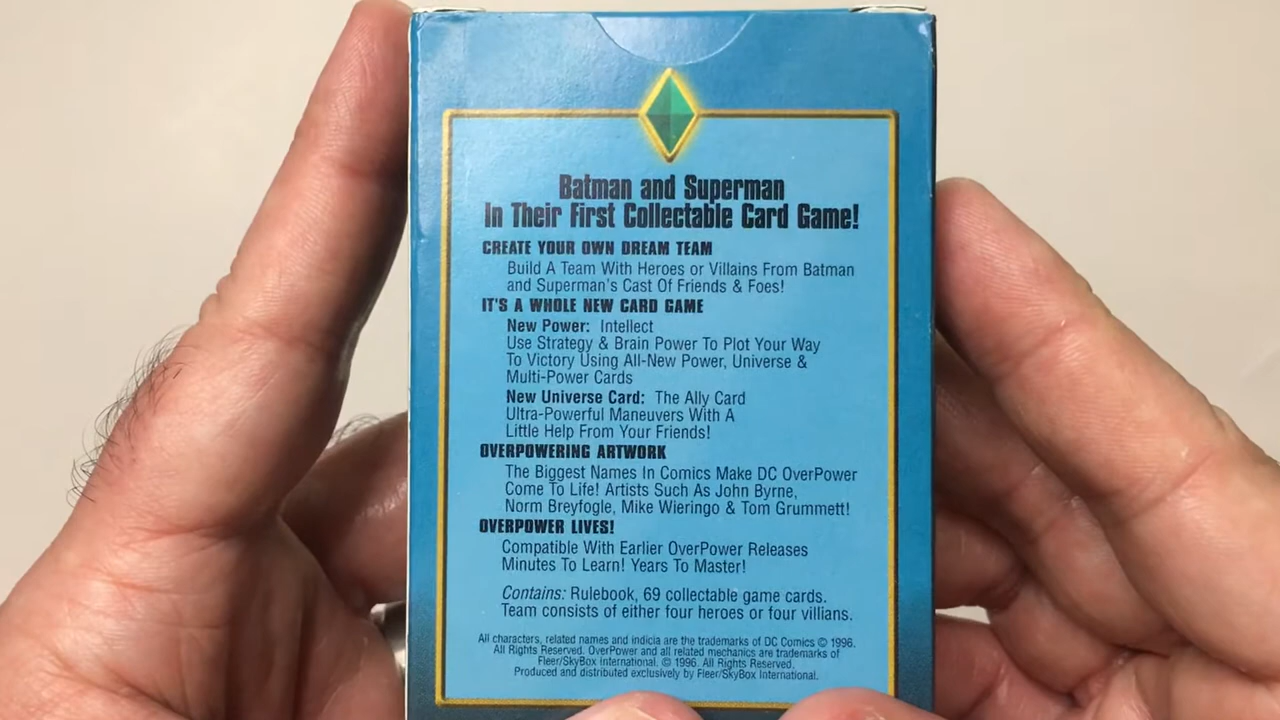 Batman and Superman
In Their First Collectable Card Game!
CREATE YOUR OWN DREAM TEAM
Build A Team With Heroes or Villains From Batman
and Superman's Cast Of Friends & Foes!
IT'S A WHOLE NEW CARD GAME
New Power: Intellect
Use Strategy & Brain Power To Plot Your Way
To Victory Using All-New Power, Universe &
Multi-Power Cards
New Universe Card: The Ally Card
Ultra-Powerful Maneuvers With A
Little Help From Your Friends!
OVERPOWERING ARTWORK
The Biggest Names In Comics Make DC OverPower
Come To Life! Artists Such As John Byrne,
Norm Breyfogle, Mike Wieringo & Tom Grummett!
OVERPOWER LIVES!
Compatible With Earlier OverPower Releases
Minutes To Learn! Years To Master!
Contains: Rulebook, 69 collectable game cards.
Team consists of either four heroes or four villians.
All characters, related names and indicia are the trademarks of DC Comics © 1996.
All Rights Reserved. OverPower and all related mechanics are trademarks of
Fleer/SkyBox International. © 1996. All Rights Reserved.
Produced and distributed exclusively by Fleer/SkyBox International.